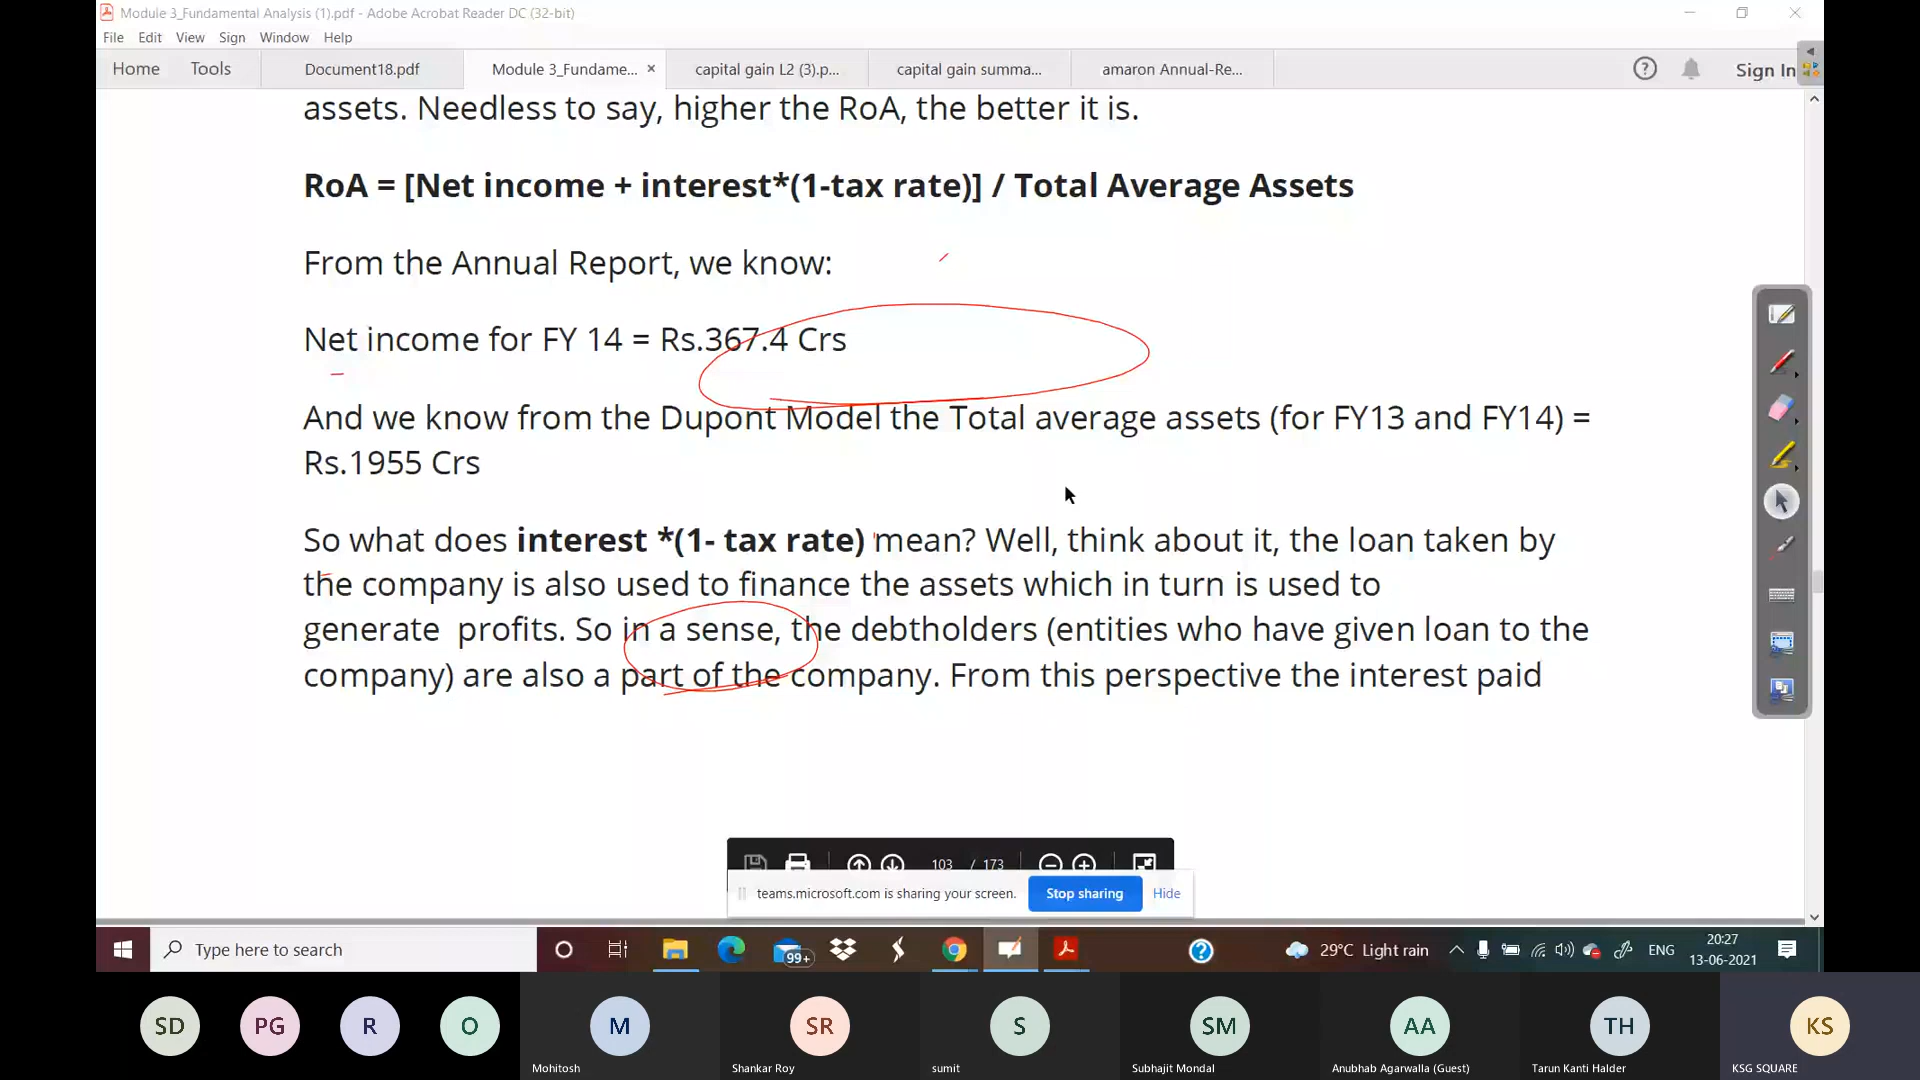 Module 3_Fundamental Analysis (1).pdf - Adobe Acrobat Reader DC (32-bit)
File Edit View Sign Window Help
Home Tools Document18.pdf Module 3_Fundame... × capital gain L2 (3).p... capital gain summa... amaron Annual-Re... Sign In
assets. Needless to say, higher the RoA, the better it is.
RoA = [Net income + interest*(1-tax rate)] / Total Average Assets
From the Annual Report, we know:
Net income for FY 14 = Rs.367.4 Crs
And we know from the Dupont Model the Total average assets (for FY13 and FY14) =
Rs.1955 Crs
So what does interest *(1- tax rate) mean? Well, think about it, the loan taken by
the company is also used to finance the assets which in turn is used to
generate profits. So in a sense, the debtholders (entities who have given loan to the
company) are also a part of the company. From this perspective the interest paid
103 / 173
teams.microsoft.com is sharing your screen. Stop sharing Hide
Type here to search
99+
29°C Light rain
ENG
20:27
13-06-2021
SD PG R O M SR S SM AA TH KS
Mohitosh Shankar Roy sumit Subhajit Mondal Anubhab Agarwalla (Guest) Tarun Kanti Halder KSG SQUARE